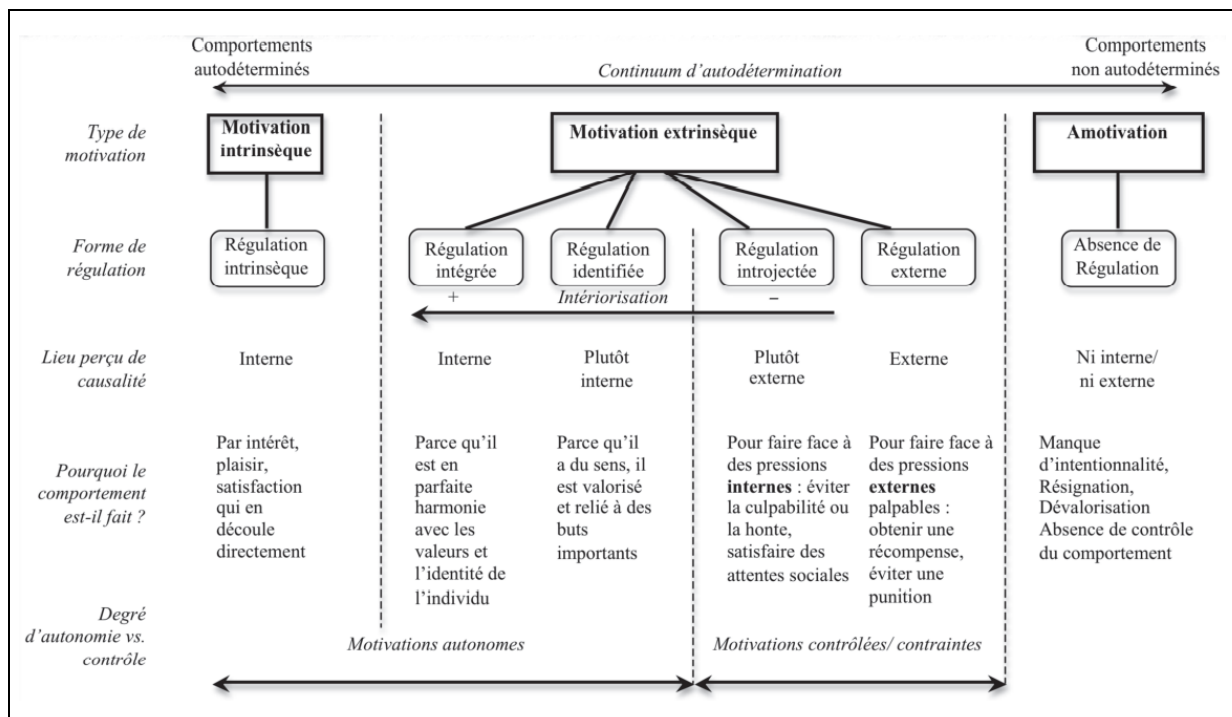 Comportements
autodéterminés
Continuum d'autodétermination
Comportements
non autodéterminés
Type de
motivation
Motivation
intrinsèque
Motivation extrinsèque
Amotivation
Forme de
régulation
Régulation
intrinsèque
Régulation
intégrée
Régulation
identifiée
Régulation
introjectée
Régulation
externe
Absence de
Régulation
+
Intériorisation
–
Lieu perçu de
causalité
Interne
Interne
Plutôt
interne
Plutôt
externe
Externe
Ni interne/
ni externe
Pourquoi le
comportement
est-il fait ?
Par intérêt,
plaisir,
satisfaction
qui en
découle
directement
Parce qu'il
est en
parfaite
harmonie
avec les
valeurs et
l'identité de
l'individu
Parce qu'il
a du sens, il
est valorisé
et relié à des
buts
importants
Pour faire face à
des pressions
internes : éviter
la culpabilité ou
la honte,
satisfaire des
attentes sociales
Pour faire face à
des pressions
externes
palpables :
obtenir une
récompense,
éviter une
punition
Manque
d'intentionnalité,
Résignation,
Dévalorisation
Absence de contrôle
du comportement
Degré
d'autonomie vs.
contrôle
Motivations autonomes
Motivations contrôlées/ contraintes